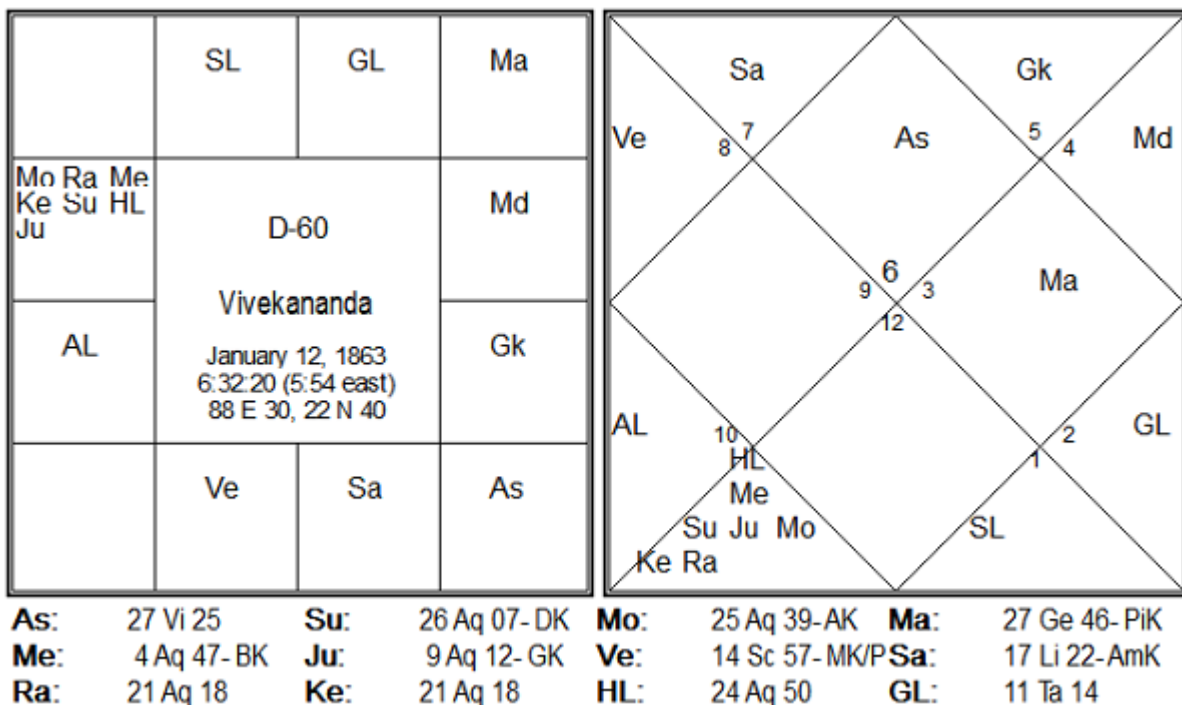 SL
GL
Ma
Mo Ra Me
Ke Su HL
Ju
Md
AL
Gk
Ve
Sa
As
D-60
Vivekananda
January 12, 1863
6:32:20 (5:54 east)
88 E 30, 22 N 40
Sa
Gk
Ve
8
7
As
5
4
Md
6
9
3
12
Ma
AL
10
HL
Me
Su Ju Mo
Ke Ra
2
1
GL
SL
As: 27 Vi 25 Su: 26 Aq 07- DK Mo: 25 Aq 39- AK Ma: 27 Ge 46- PiK
Me: 4 Aq 47- BK Ju: 9 Aq 12- GK Ve: 14 Sc 57- MK/P Sa: 17 Li 22- AmK
Ra: 21 Aq 18 Ke: 21 Aq 18 HL: 24 Aq 50 GL: 11 Ta 14